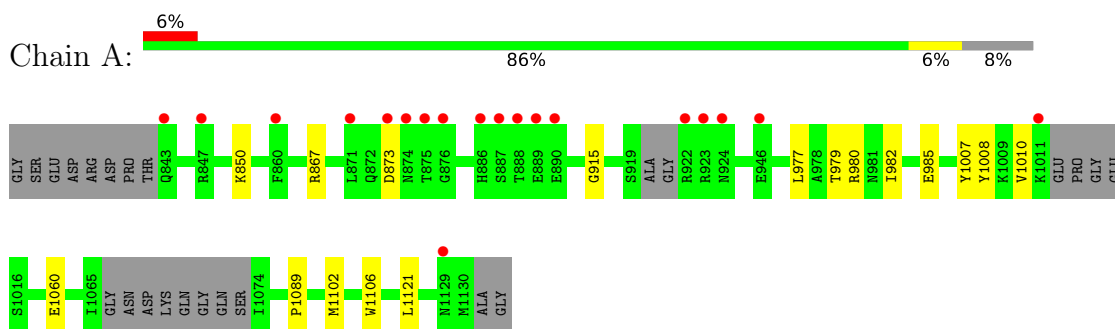 6%
Chain A:
86% 6% 8%
GLY SER GLU ASP ARG ASP PRO THR Q843 R847 K850 F860 R867 L871 Q872 D873 N874 T875 G876 H886 S887 T888 E889 E890 G915 S919 ALA GLY R922 R923 N924 E946 L977 A978 T979 R980 N981 I982 E985 Y1007 Y1008 K1009 V1010 K1011 GLU PRO GLY GLU
S1016 E1060 I1065 GLY ASN ASP LYS GLN GLY GLN SER I1074 P1089 M1102 W1106 L1121 N1129 M1130 ALA GLY